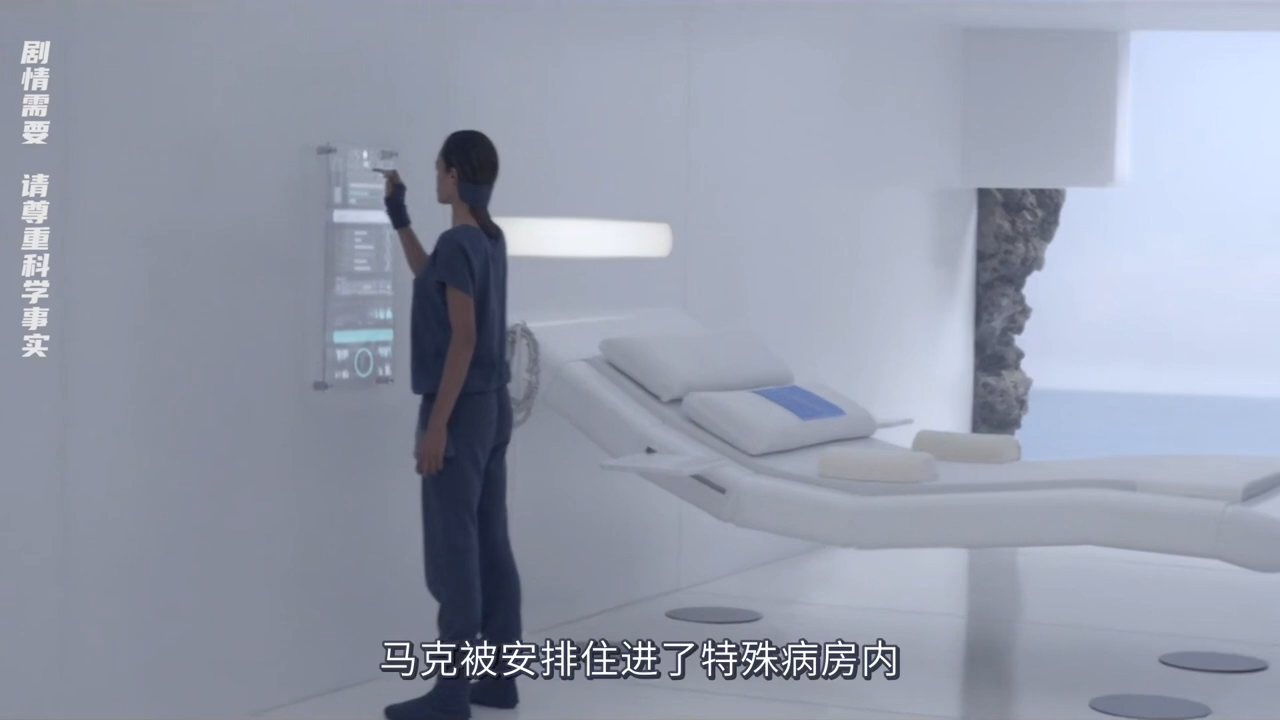 剧情需要 请尊重科学事实
马克被安排住进了特殊病房内